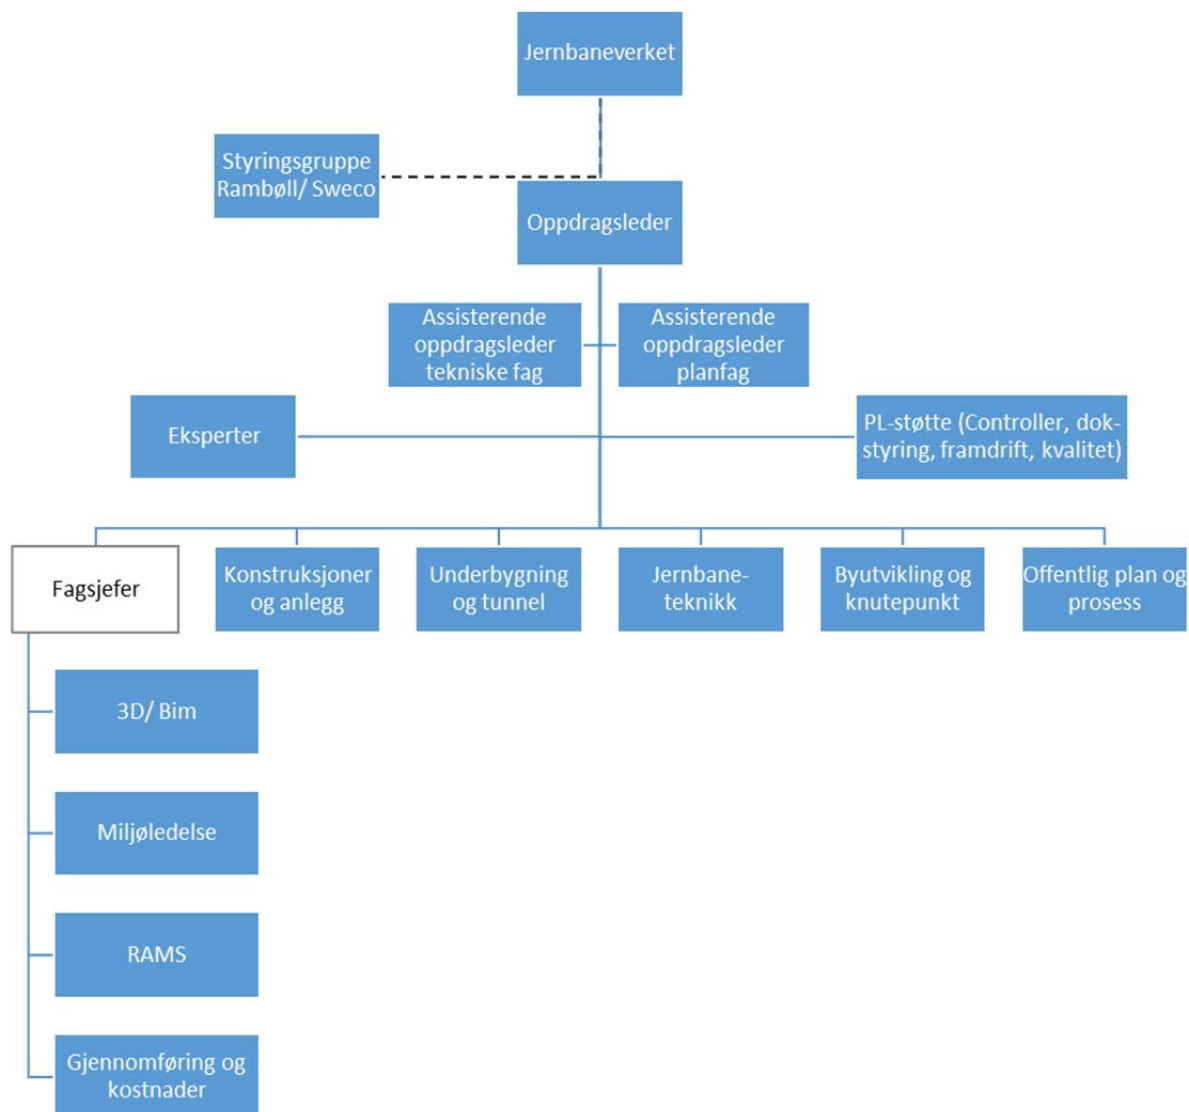 Jernbaneverket
Styringsgruppe
Rambøll/ Sweco
Oppdragsleder
Assisterende
oppdragsleder
tekniske fag
Assisterende
oppdragsleder
planfag
Eksperter
PL-støtte (Controller, dok-
styring, framdrift, kvalitet)
Fagsjefer
Konstruksjoner
og anlegg
Underbygning
og tunnel
Jernbane-
teknikk
Byutvikling og
knutepunkt
Offentlig plan og
prosess
3D/ Bim
Miljøledelse
RAMS
Gjennomføring og
kostnader